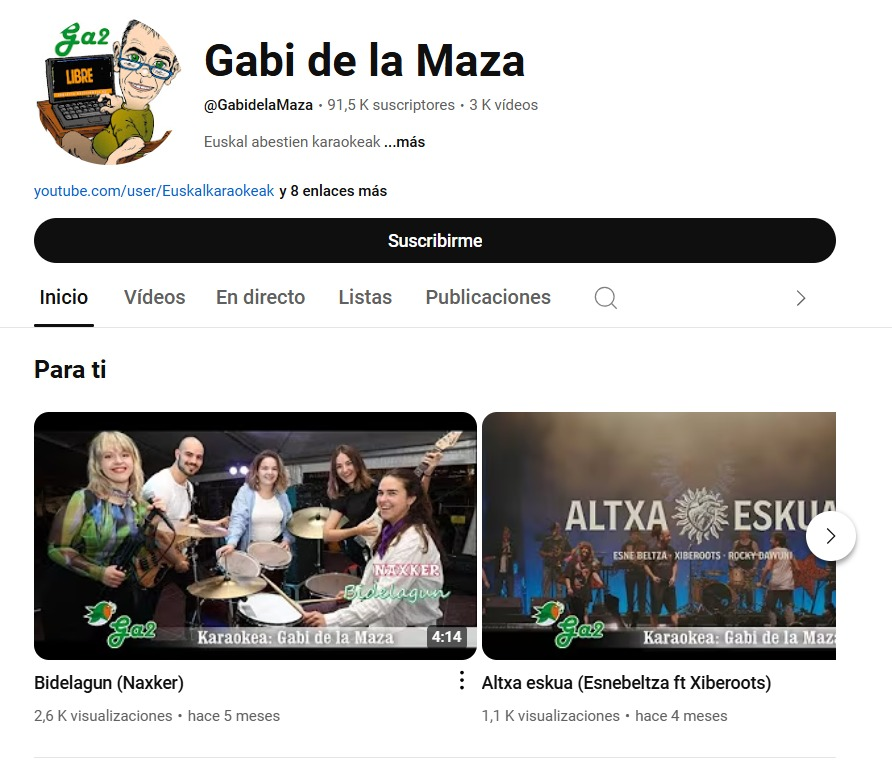 Ga2
LIBRE
Gabi de la Maza
@GabidelaMaza • 91,5 K suscriptores • 3 K vídeos
Euskal abestien karaokeak ...más
youtube.com/user/Euskalkaraokeak y 8 enlaces más
Suscribirme
Inicio Vídeos En directo Listas Publicaciones
Para ti
NAXKER
Bidelagun
Ga2
Karaokea: Gabi de la Maza
4:14
ALTXA ESKUA
ESNE BELTZA · XIBEROOTS · ROCKY DAWUNI
Ga2
Karaokea: Gabi de la Maza
Bidelagun (Naxker)
2,6 K visualizaciones • hace 5 meses
Altxa eskua (Esnebeltza ft Xiberoots)
1,1 K visualizaciones • hace 4 meses